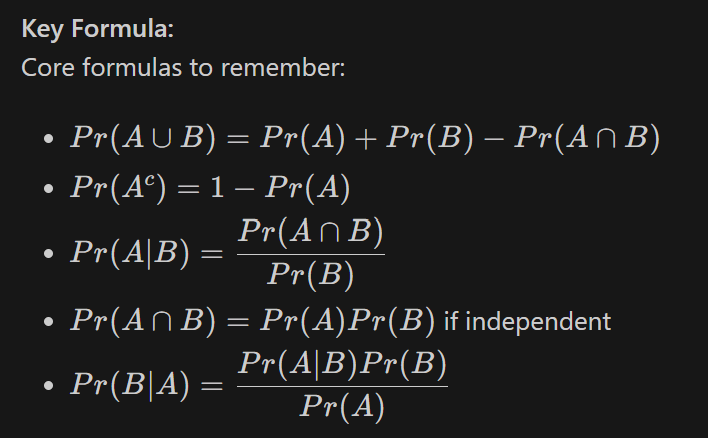 Key Formula:
Core formulas to remember:
• Pr(A ∪ B) = Pr(A) + Pr(B) − Pr(A ∩ B)
• Pr(Aᶜ) = 1 − Pr(A)
• Pr(A|B) = Pr(A ∩ B) / Pr(B)
• Pr(A ∩ B) = Pr(A)Pr(B) if independent
• Pr(B|A) = Pr(A|B)Pr(B) / Pr(A)